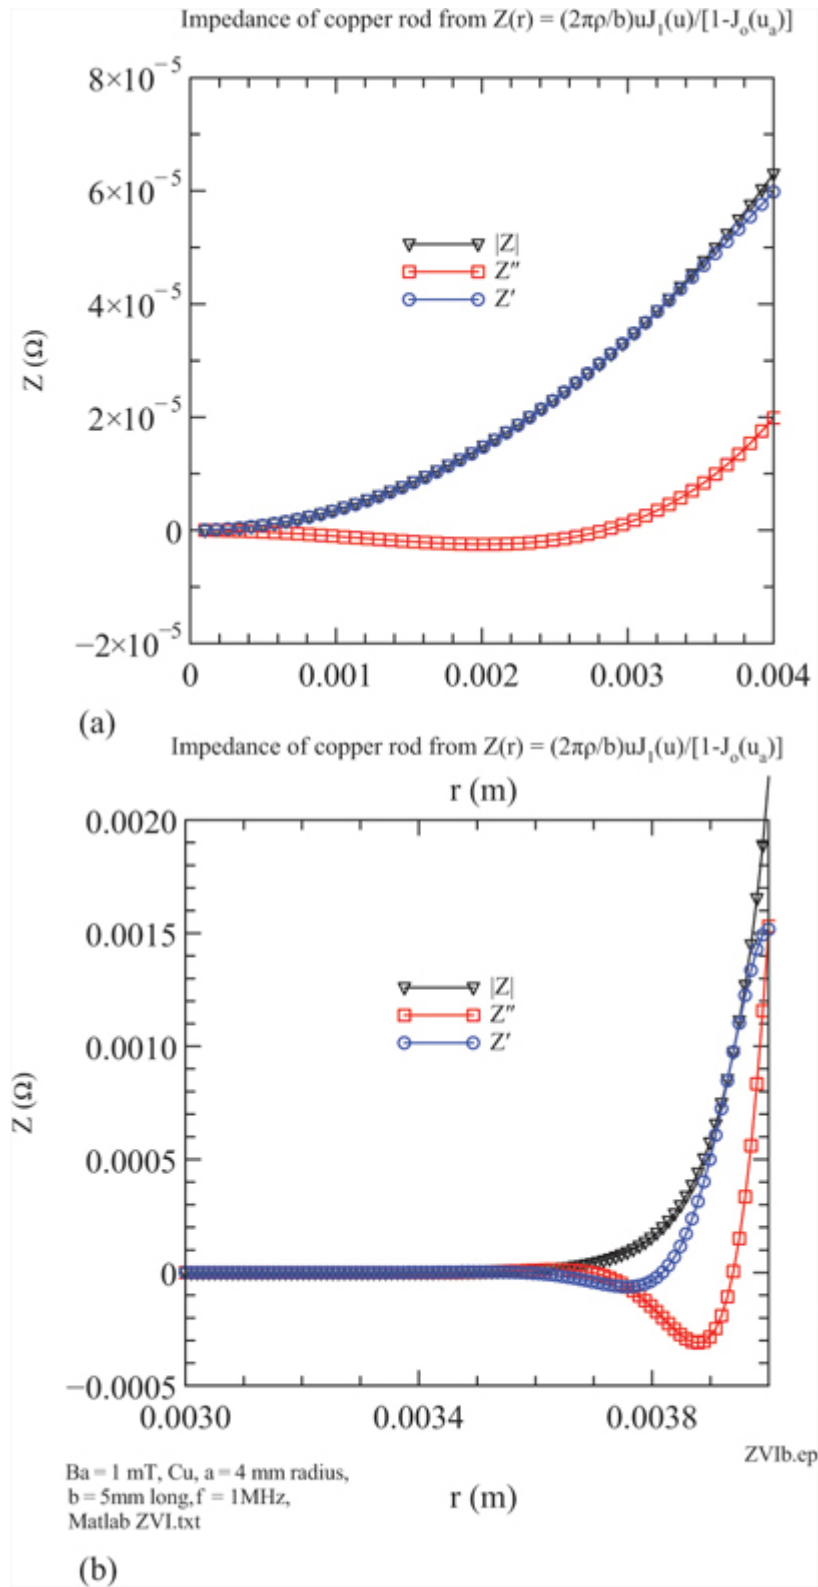 Impedance of copper rod from Z(r) = (2πρ/b)uJ₁(u)/[1-Jₒ(uₐ)]
8×10⁻⁵
6×10⁻⁵
4×10⁻⁵
2×10⁻⁵
0
−2×10⁻⁵
Z (Ω)
|Z|
Z″
Z′
0 0.001 0.002 0.003 0.004
(a)
Impedance of copper rod from Z(r) = (2πρ/b)uJ₁(u)/[1-Jₒ(uₐ)]
r (m)
0.0020
0.0015
0.0010
0.0005
0
−0.0005
Z (Ω)
|Z|
Z″
Z′
0.0030 0.0034 0.0038
ZVIb.ep
Ba = 1 mT, Cu, a = 4 mm radius,
b = 5mm long, f = 1MHz,
Matlab ZVI.txt
r (m)
(b)